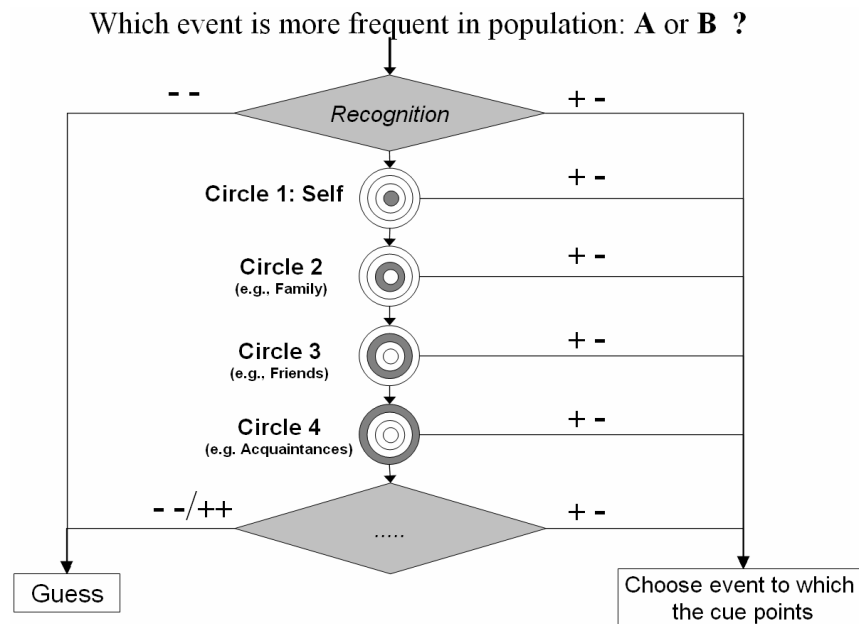 Which event is more frequent in population: A or B ?
- -
+ -
Recognition
Circle 1: Self
+ -
Circle 2
(e.g., Family)
+ -
Circle 3
(e.g., Friends)
+ -
Circle 4
(e.g. Acquaintances)
+ -
- -/++
+ -
.....
Guess
Choose event to which
the cue points